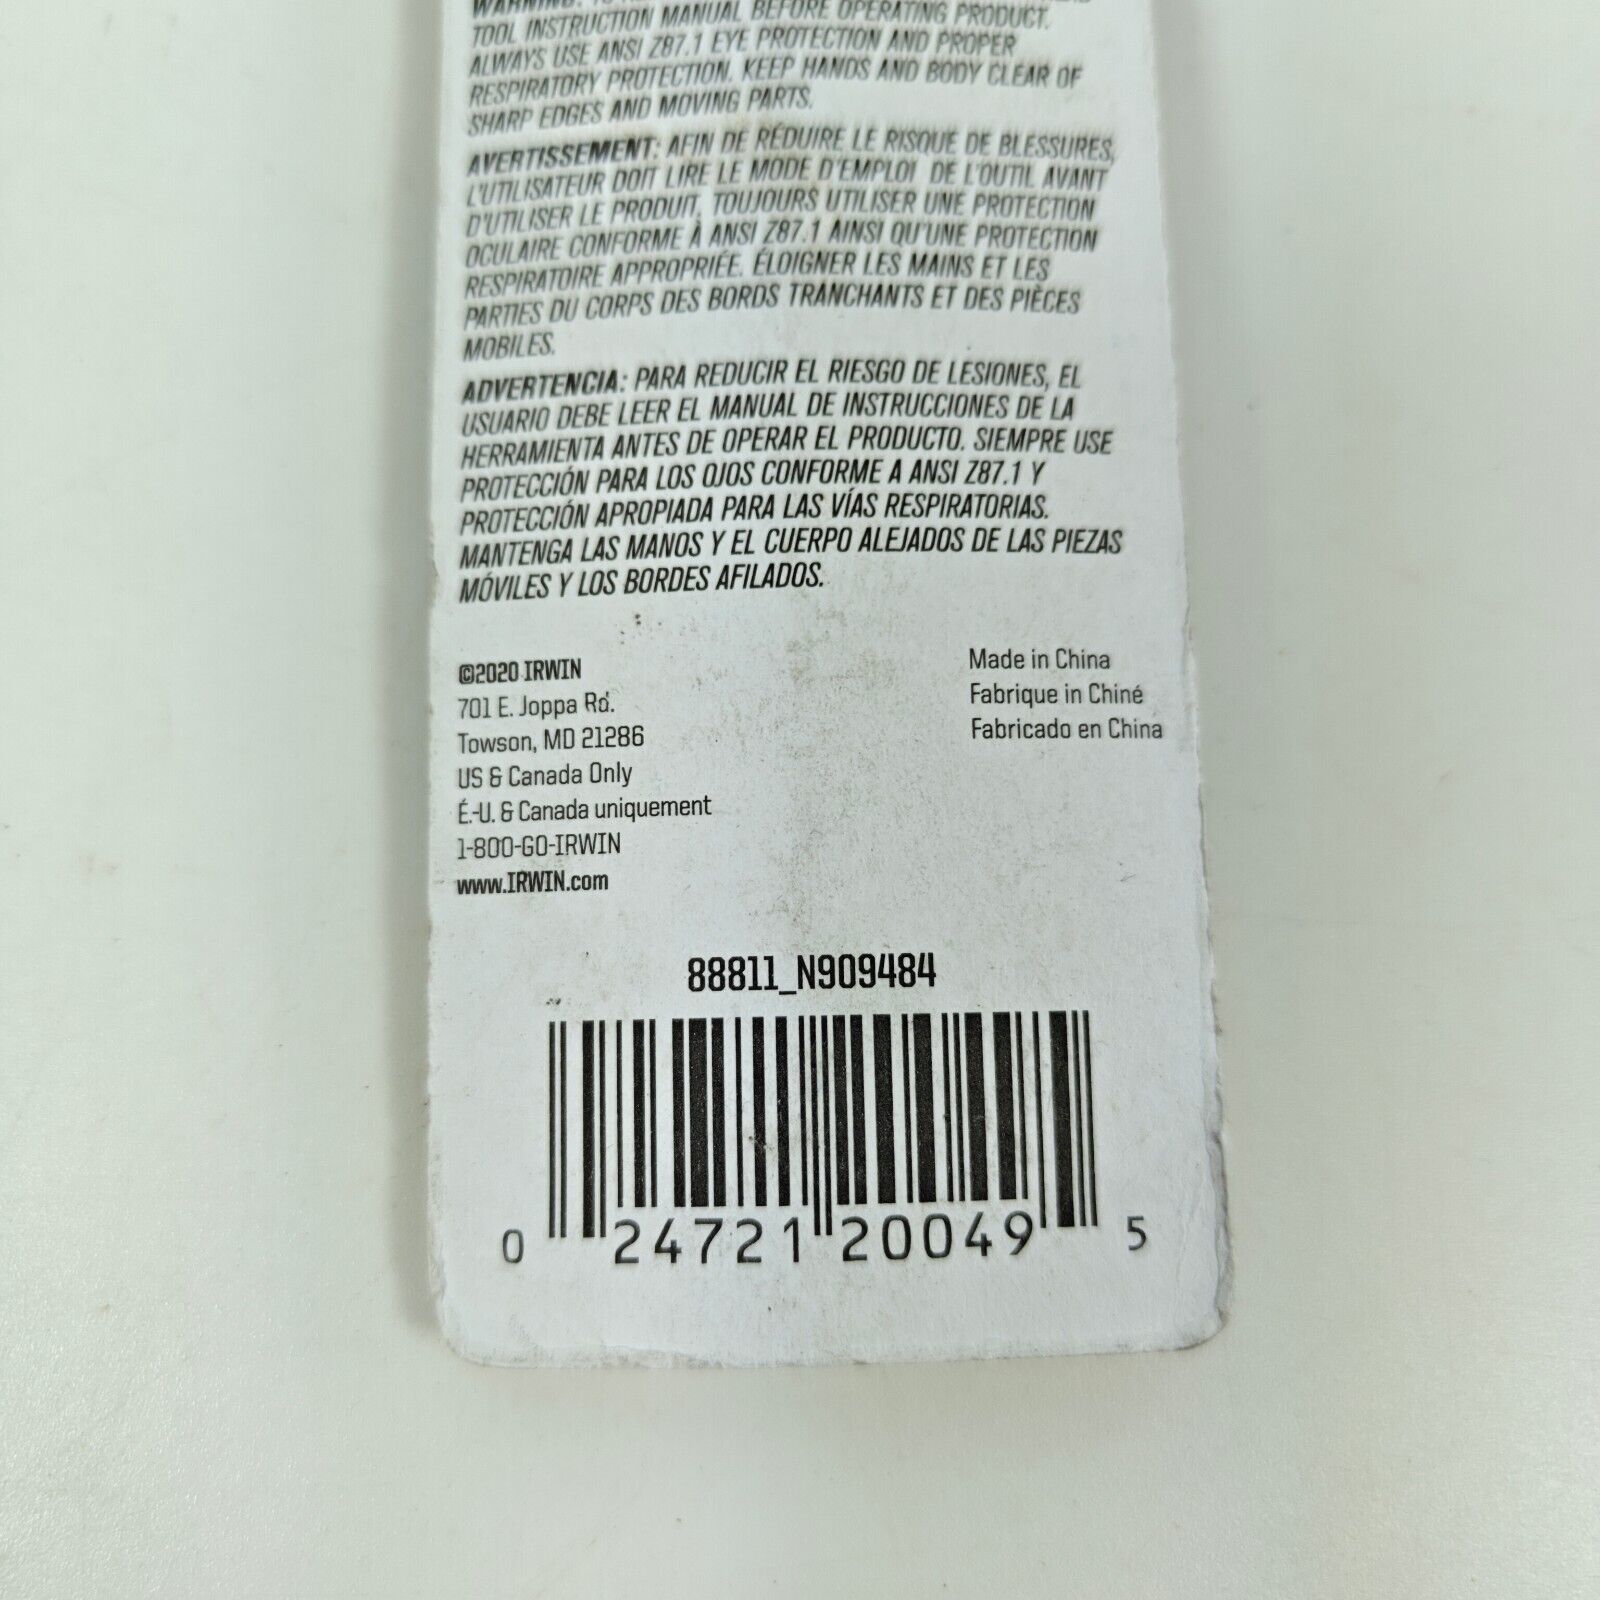 WARNING: TO
TOOL INSTRUCTION MANUAL BEFORE OPERATING PRODUCT.
ALWAYS USE ANSI Z87.1 EYE PROTECTION AND PROPER
RESPIRATORY PROTECTION. KEEP HANDS AND BODY CLEAR OF
SHARP EDGES AND MOVING PARTS.
AVERTISSEMENT: AFIN DE RÉDUIRE LE RISQUE DE BLESSURES,
L'UTILISATEUR DOIT LIRE LE MODE D'EMPLOI DE L'OUTIL AVANT
D'UTILISER LE PRODUIT. TOUJOURS UTILISER UNE PROTECTION
OCULAIRE CONFORME À ANSI Z87.1 AINSI QU'UNE PROTECTION
RESPIRATOIRE APPROPRIÉE. ÉLOIGNER LES MAINS ET LES
PARTIES DU CORPS DES BORDS TRANCHANTS ET DES PIÈCES
MOBILES.
ADVERTENCIA: PARA REDUCIR EL RIESGO DE LESIONES, EL
USUARIO DEBE LEER EL MANUAL DE INSTRUCCIONES DE LA
HERRAMIENTA ANTES DE OPERAR EL PRODUCTO. SIEMPRE USE
PROTECCIÓN PARA LOS OJOS CONFORME A ANSI Z87.1 Y
PROTECCIÓN APROPIADA PARA LAS VÍAS RESPIRATORIAS.
MANTENGA LAS MANOS Y EL CUERPO ALEJADOS DE LAS PIEZAS
MÓVILES Y LOS BORDES AFILADOS.
©2020 IRWIN
701 E. Joppa Rd.
Towson, MD 21286
US & Canada Only
É.-U. & Canada uniquement
1-800-GO-IRWIN
www.IRWIN.com
Made in China
Fabrique in Chiné
Fabricado en China
88811_N909484
0 24721 20049 5